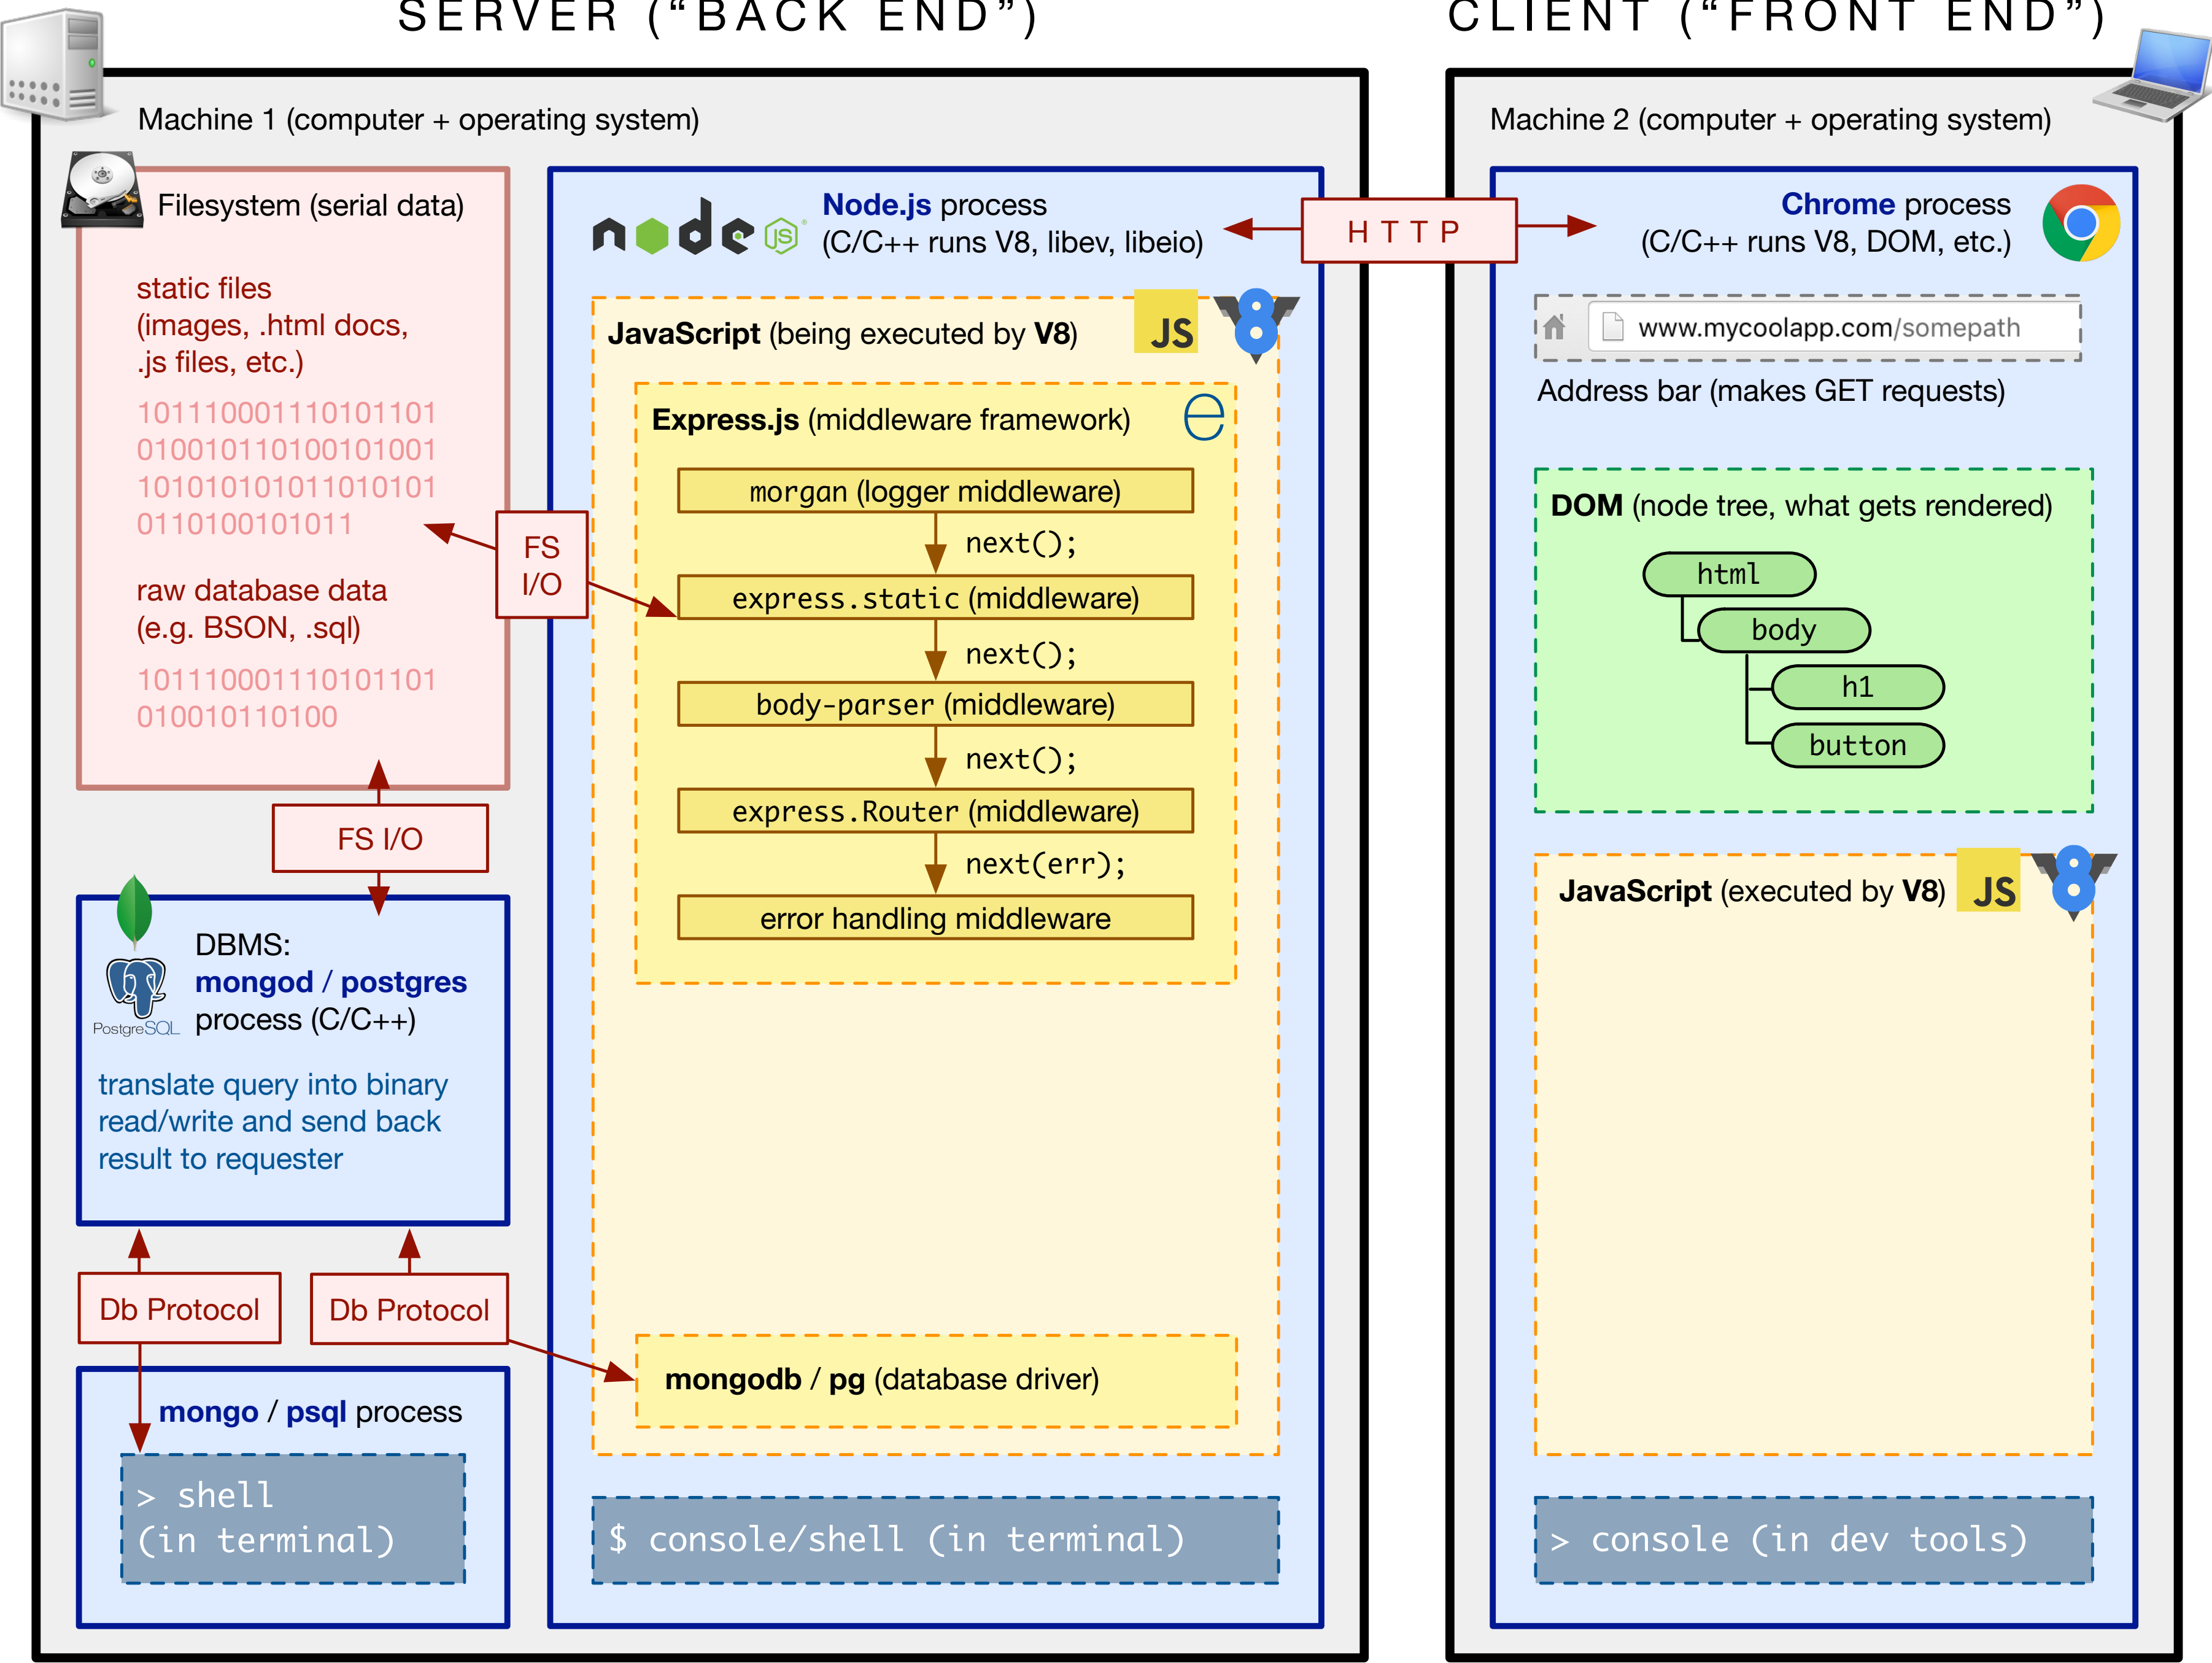 SERVER (“BACK END”)
CLIENT (“FRONT END”)
Machine 1 (computer + operating system)
Filesystem (serial data)
static files
(images, .html docs,
.js files, etc.)
101110001110101101
010010110100101001
101010101011010101
0110100101011
raw database data
(e.g. BSON, .sql)
101110001110101101
010010110100
FS I/O
DBMS:
mongod / postgres
process (C/C++)
PostgreSQL
translate query into binary
read/write and send back
result to requester
Db Protocol
Db Protocol
mongo / psql process
> shell
(in terminal)
FS
I/O
node JS
Node.js process
(C/C++ runs V8, libev, libeio)
JavaScript (being executed by V8)
JS
8
Express.js (middleware framework)
e
morgan (logger middleware)
next();
express.static (middleware)
next();
body-parser (middleware)
next();
express.Router (middleware)
next(err);
error handling middleware
mongodb / pg (database driver)
$ console/shell (in terminal)
HTTP
Machine 2 (computer + operating system)
Chrome process
(C/C++ runs V8, DOM, etc.)
www.mycoolapp.com/somepath
Address bar (makes GET requests)
DOM (node tree, what gets rendered)
html
body
h1
button
JavaScript (executed by V8)
JS
8
> console (in dev tools)